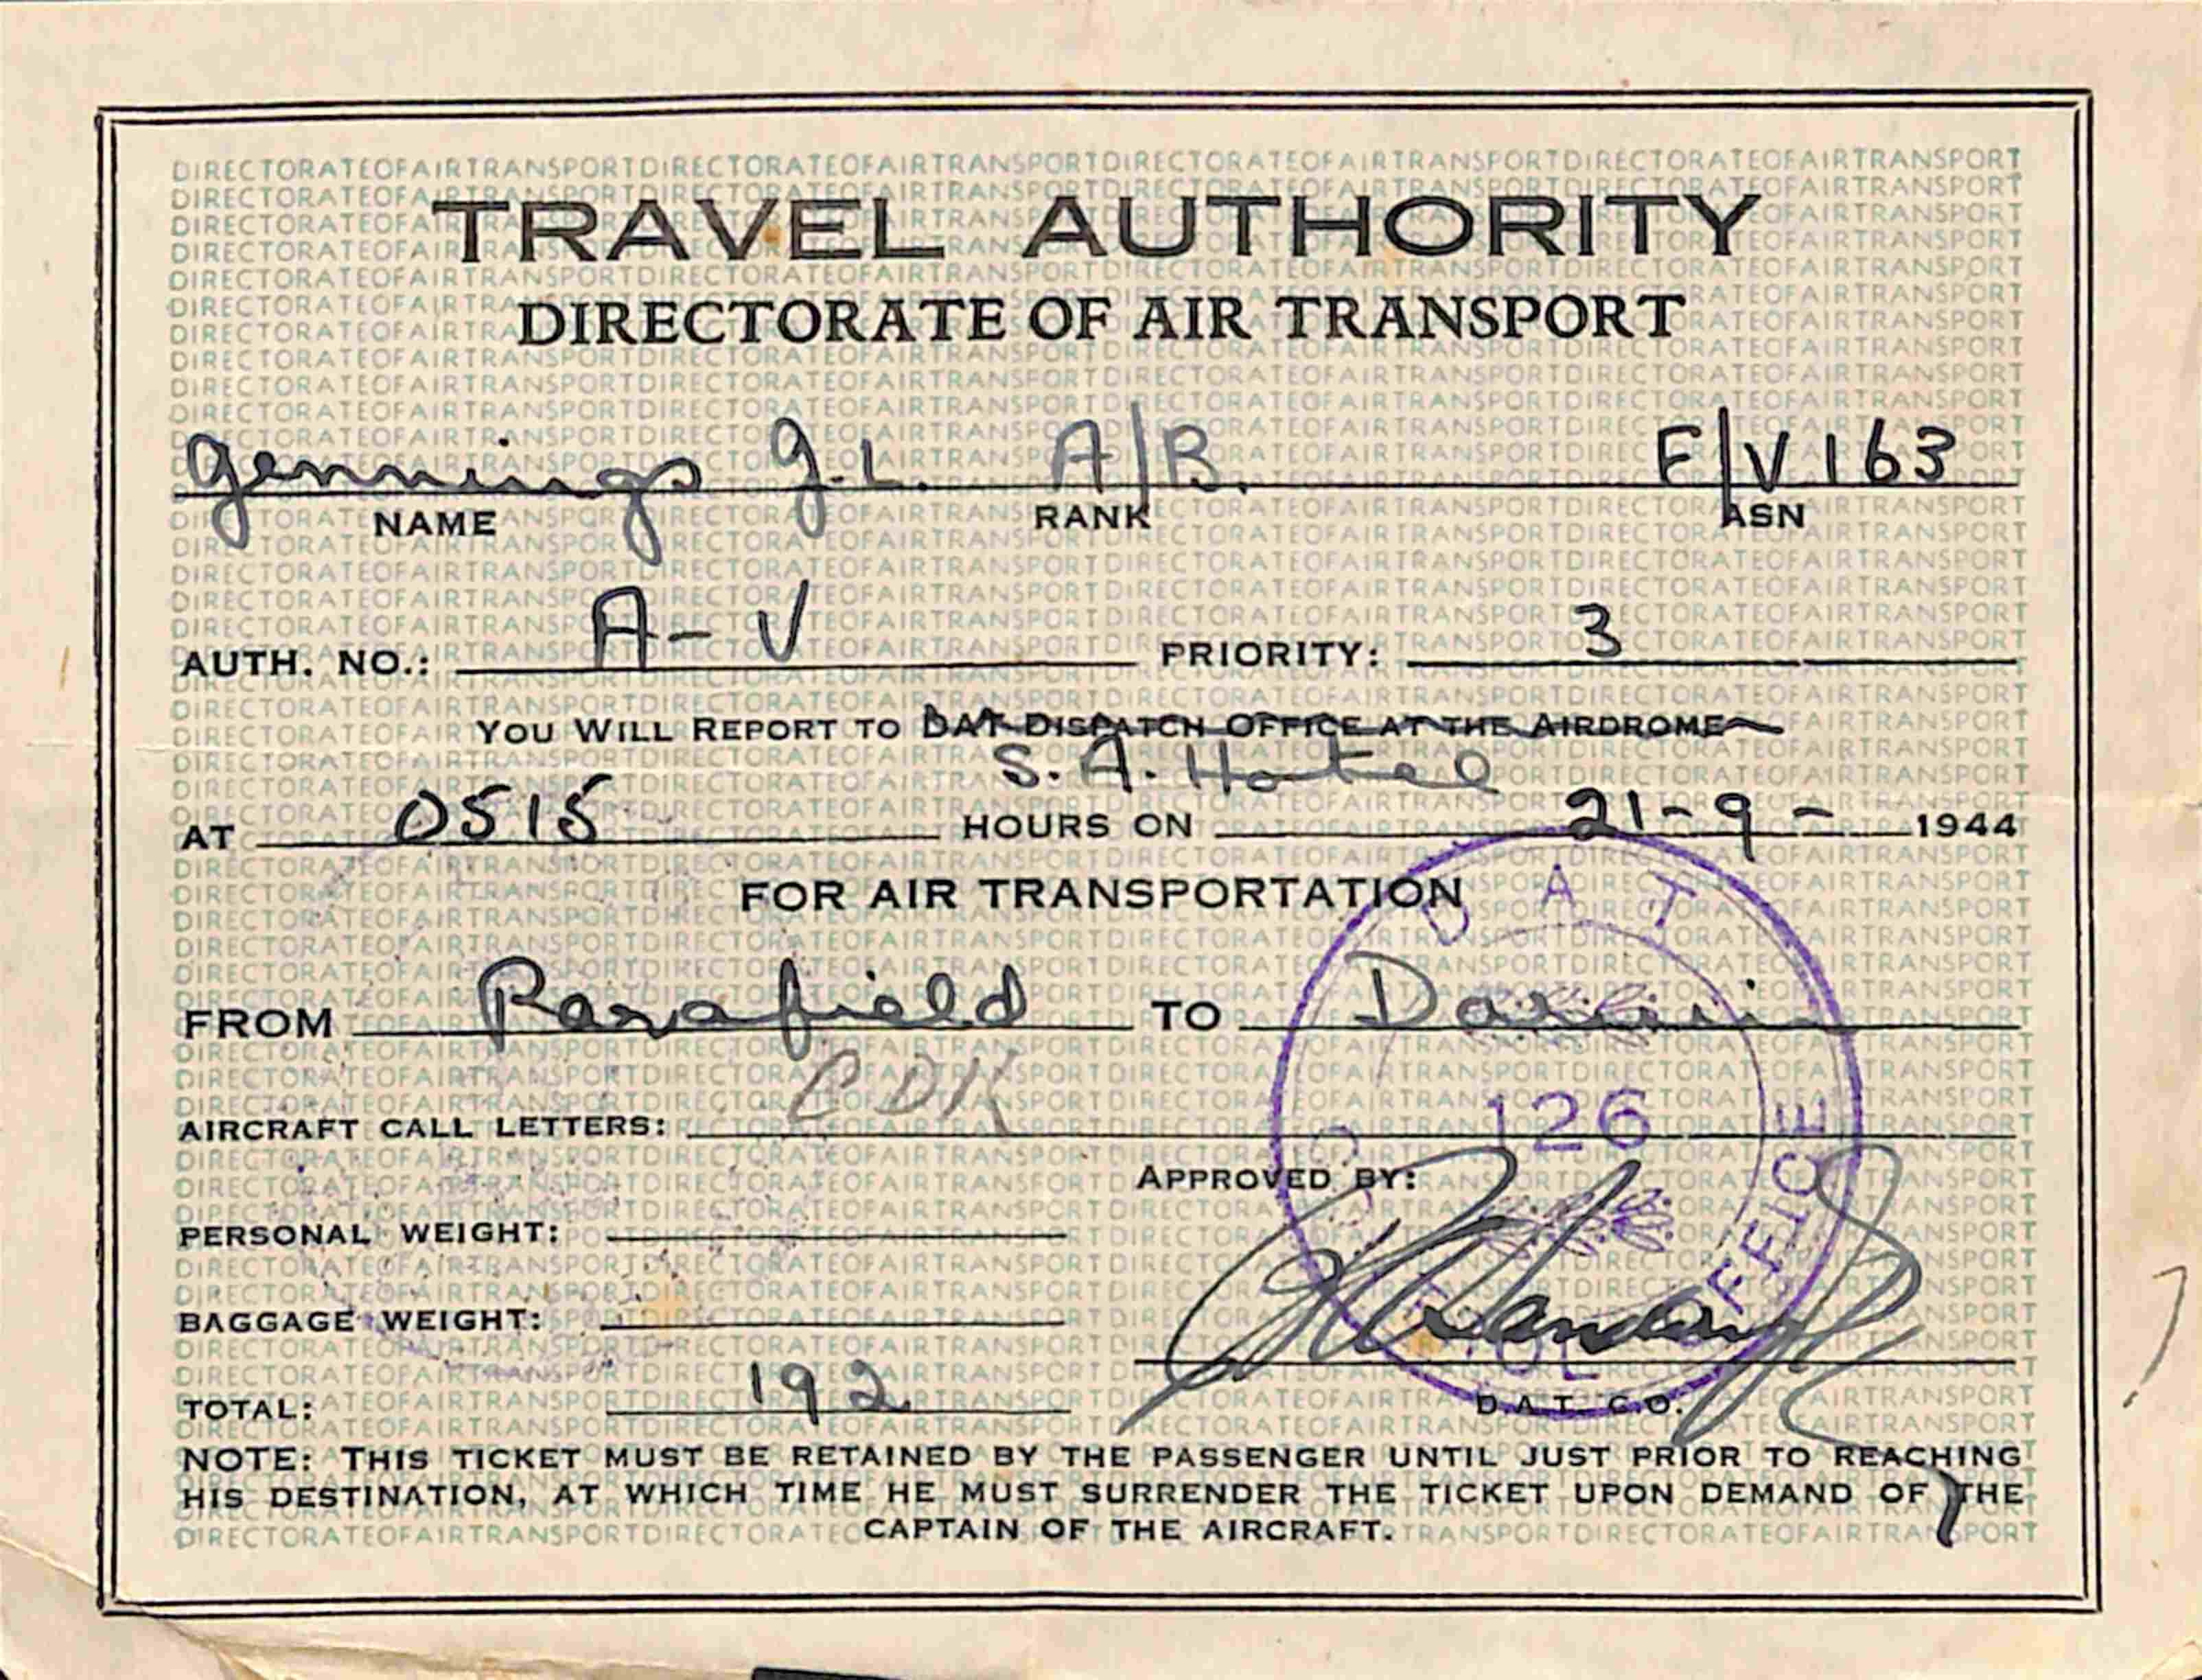 TRAVEL AUTHORITY
DIRECTORATE OF AIR TRANSPORT
Jennings J.L. A/B. F/V 163
NAME RANK ASN
AUTH. NO.: A-V PRIORITY: 3
YOU WILL REPORT TO DAT DISPATCH OFFICE AT THE AIRDROME
S.A. Hotel
AT 0515 HOURS ON 21-9- 1944
FOR AIR TRANSPORTATION
FROM Parafield TO Darwin
AIRCRAFT CALL LETTERS: CDK
D A T
126
OFFICE
APPROVED BY:
PERSONAL WEIGHT:
BAGGAGE WEIGHT:
TOTAL: 192
D.A.T. C.O.
NOTE: THIS TICKET MUST BE RETAINED BY THE PASSENGER UNTIL JUST PRIOR TO REACHING
HIS DESTINATION, AT WHICH TIME HE MUST SURRENDER THE TICKET UPON DEMAND OF THE
CAPTAIN OF THE AIRCRAFT.